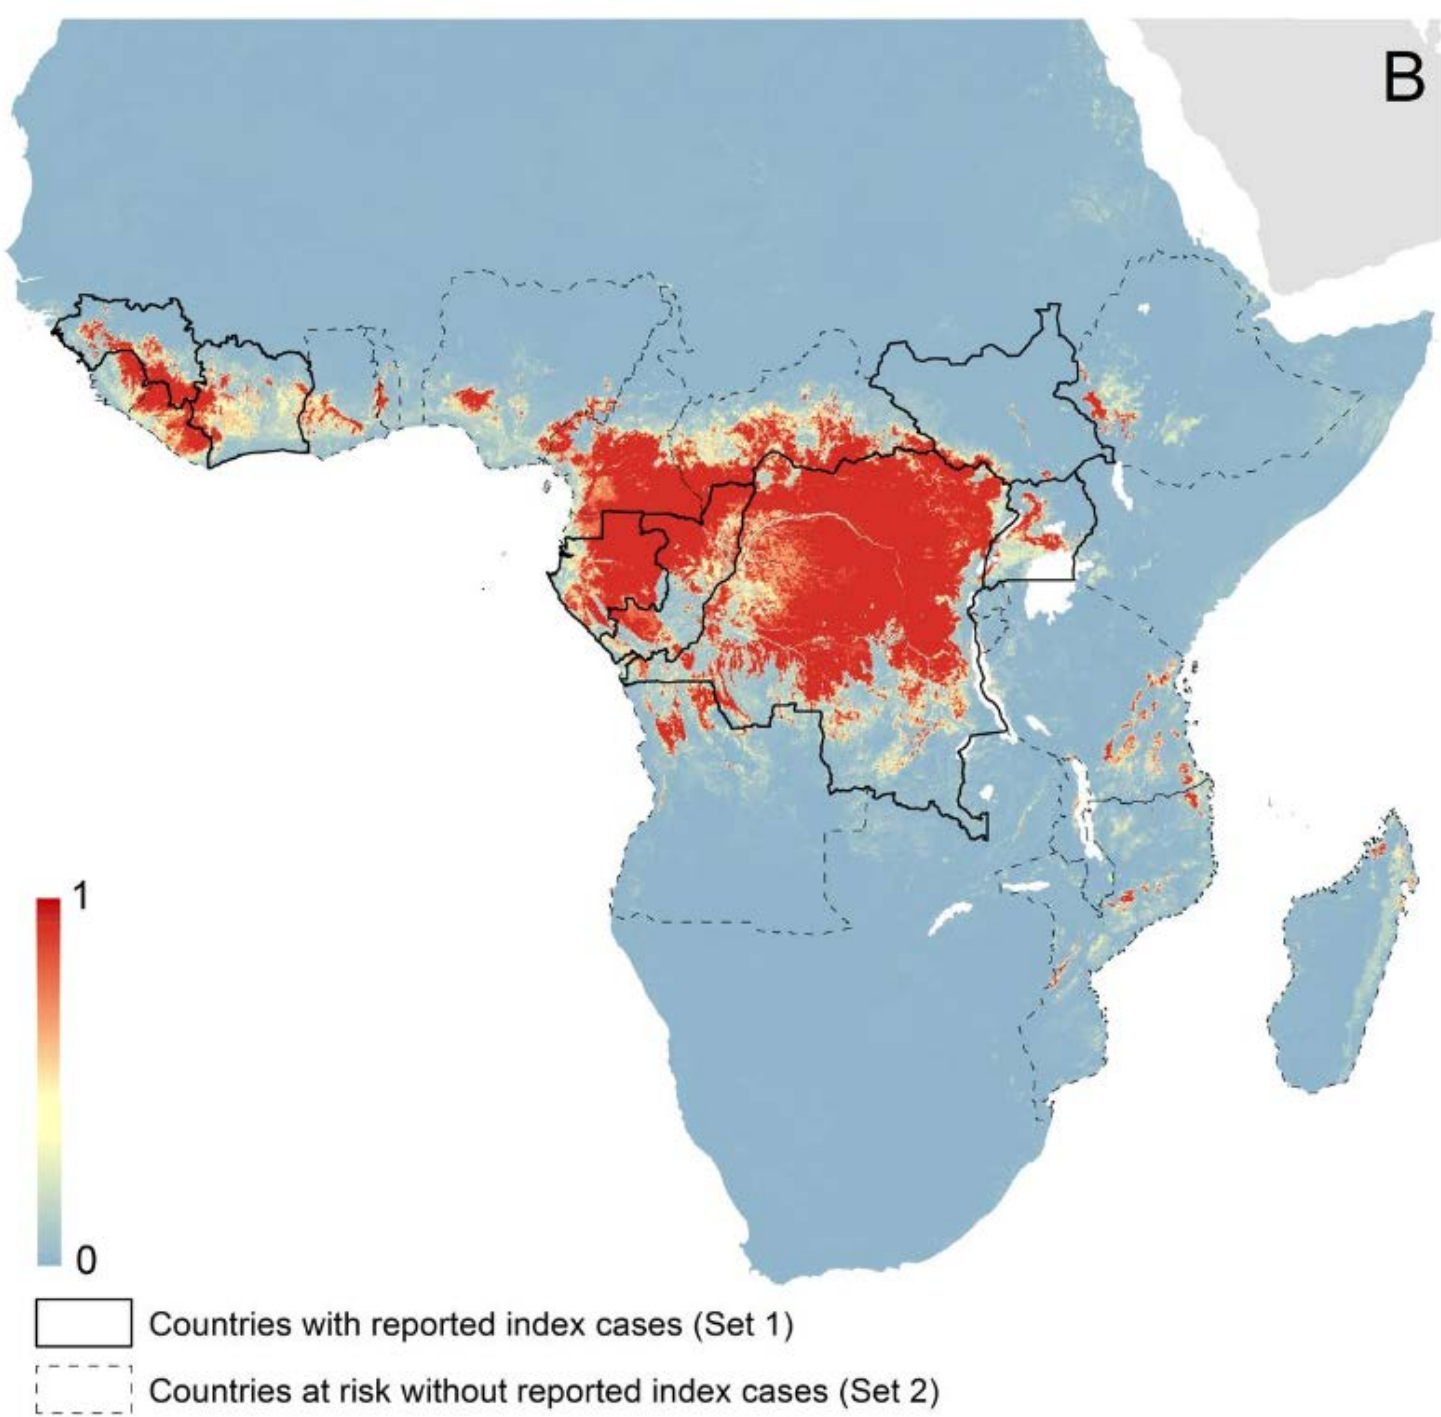 B
1
0
Countries with reported index cases (Set 1)
Countries at risk without reported index cases (Set 2)